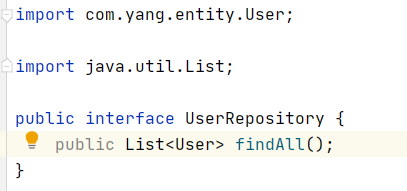 import com.yang.entity.User;
import java.util.List;
public interface UserRepository {
public List<User> findAll();
}